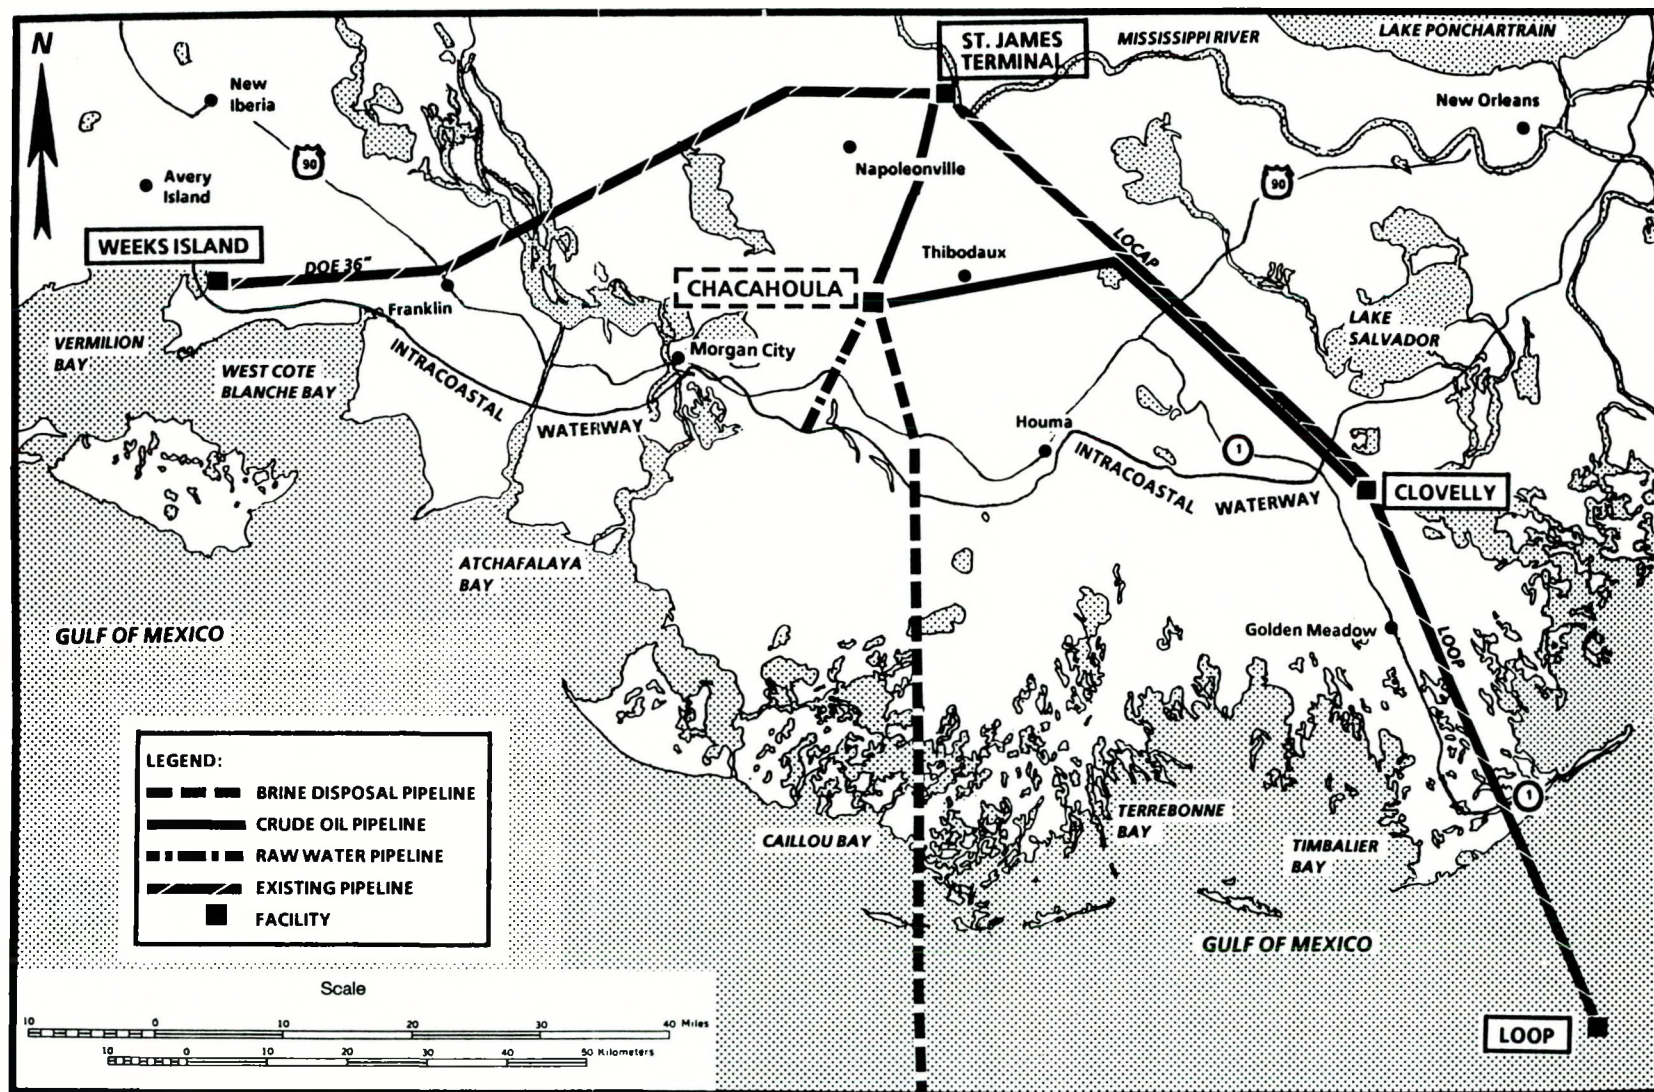 N
ST. JAMES
TERMINAL
MISSISSIPPI RIVER
LAKE PONCHARTRAIN
New
Iberia
New Orleans
90
Napoleonville
Avery
Island
90
WEEKS ISLAND
DOE 36"
LOCAP
Thibodaux
CHACAHOULA
Franklin
LAKE
SALVADOR
VERMILION
BAY
WEST COTE
BLANCHE BAY
INTRACOASTAL
WATERWAY
Morgan City
Houma
1
INTRACOASTAL
WATERWAY
CLOVELLY
ATCHAFALAYA
BAY
GULF OF MEXICO
Golden Meadow
LOOP
LEGEND:
BRINE DISPOSAL PIPELINE
CRUDE OIL PIPELINE
RAW WATER PIPELINE
EXISTING PIPELINE
FACILITY
CAILLOU BAY
TERREBONNE
BAY
TIMBALIER
BAY
1
GULF OF MEXICO
LOOP
Scale
10 0 10 20 30 40 Miles
10 0 10 20 30 40 50 Kilometers